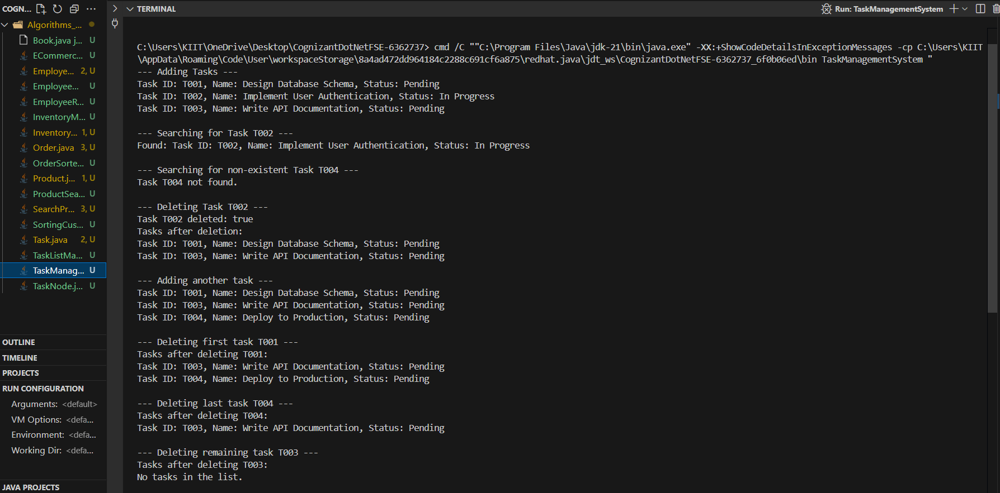 COGN...
Algorithms_...
Book.java j... U
ECommerc... U
Employe... 2, U
Employee... U
EmployeeR... U
InventoryM... U
Inventory... 1, U
Order.java 3, U
OrderSorte... U
Product.j... 1, U
ProductSea... U
SearchPr... 3, U
SortingCus... U
Task.java 2, U
TaskListMa... U
TaskManag... U
TaskNode.j... U
OUTLINE
TIMELINE
PROJECTS
RUN CONFIGURATION
Arguments: <default>
VM Options: <defa...
Environment: <defa...
Working Dir: <defa...
JAVA PROJECTS
TERMINAL
Run: TaskManagementSystem
C:\Users\KIIT\OneDrive\Desktop\CognizantDotNetFSE-6362737> cmd /C ""C:\Program Files\Java\jdk-21\bin\java.exe" -XX:+ShowCodeDetailsInExceptionMessages -cp C:\Users\KIIT
\AppData\Roaming\Code\User\workspaceStorage\8a4ad472dd964184c2288c691cf6a875\redhat.java\jdt_ws\CognizantDotNetFSE-6362737_6f0b06ed\bin TaskManagementSystem "
--- Adding Tasks ---
Task ID: T001, Name: Design Database Schema, Status: Pending
Task ID: T002, Name: Implement User Authentication, Status: In Progress
Task ID: T003, Name: Write API Documentation, Status: Pending
--- Searching for Task T002 ---
Found: Task ID: T002, Name: Implement User Authentication, Status: In Progress
--- Searching for non-existent Task T004 ---
Task T004 not found.
--- Deleting Task T002 ---
Task T002 deleted: true
Tasks after deletion:
Task ID: T001, Name: Design Database Schema, Status: Pending
Task ID: T003, Name: Write API Documentation, Status: Pending
--- Adding another task ---
Task ID: T001, Name: Design Database Schema, Status: Pending
Task ID: T003, Name: Write API Documentation, Status: Pending
Task ID: T004, Name: Deploy to Production, Status: Pending
--- Deleting first task T001 ---
Tasks after deleting T001:
Task ID: T003, Name: Write API Documentation, Status: Pending
Task ID: T004, Name: Deploy to Production, Status: Pending
--- Deleting last task T004 ---
Tasks after deleting T004:
Task ID: T003, Name: Write API Documentation, Status: Pending
--- Deleting remaining task T003 ---
Tasks after deleting T003:
No tasks in the list.